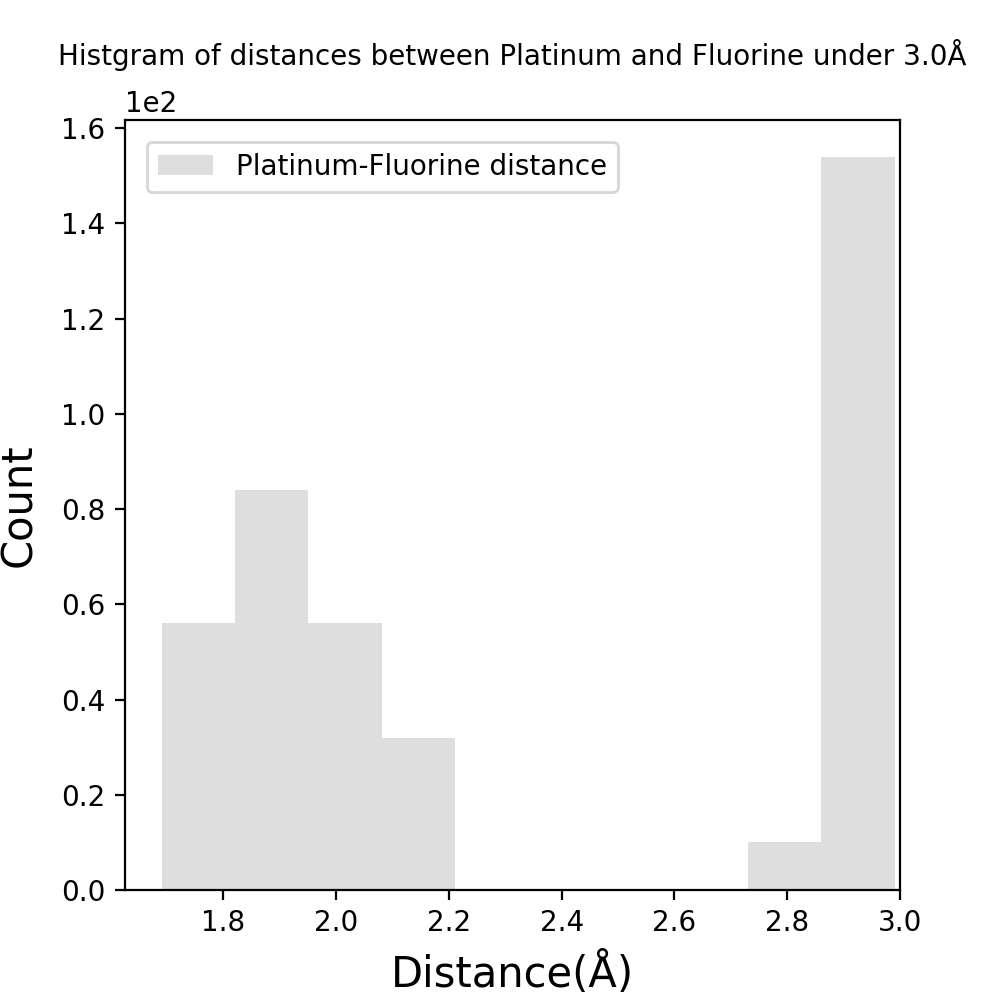 Histgram of distances between Platinum and Fluorine under 3.0Å
1e2
Platinum-Fluorine distance
1.6
1.4
1.2
1.0
0.8
0.6
0.4
0.2
0.0
Count
1.8 2.0 2.2 2.4 2.6 2.8 3.0
Distance(Å)